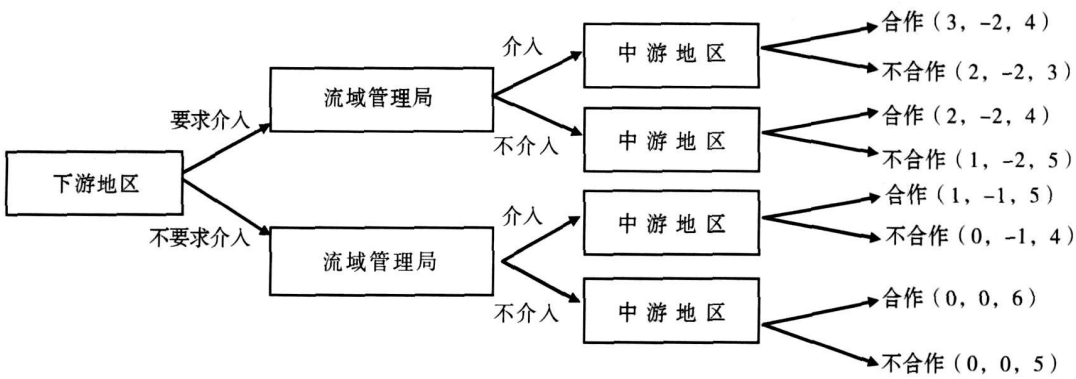 合作(3, -2, 4)
介入
中游地区
不合作(2, -2, 3)
流域管理局
要求介入
合作(2, -2, 4)
不介入
中游地区
不合作(1, -2, 5)
下游地区
合作(1, -1, 5)
介入
中游地区
不要求介入
不合作(0, -1, 4)
流域管理局
合作(0, 0, 6)
不介入
中游地区
不合作(0, 0, 5)